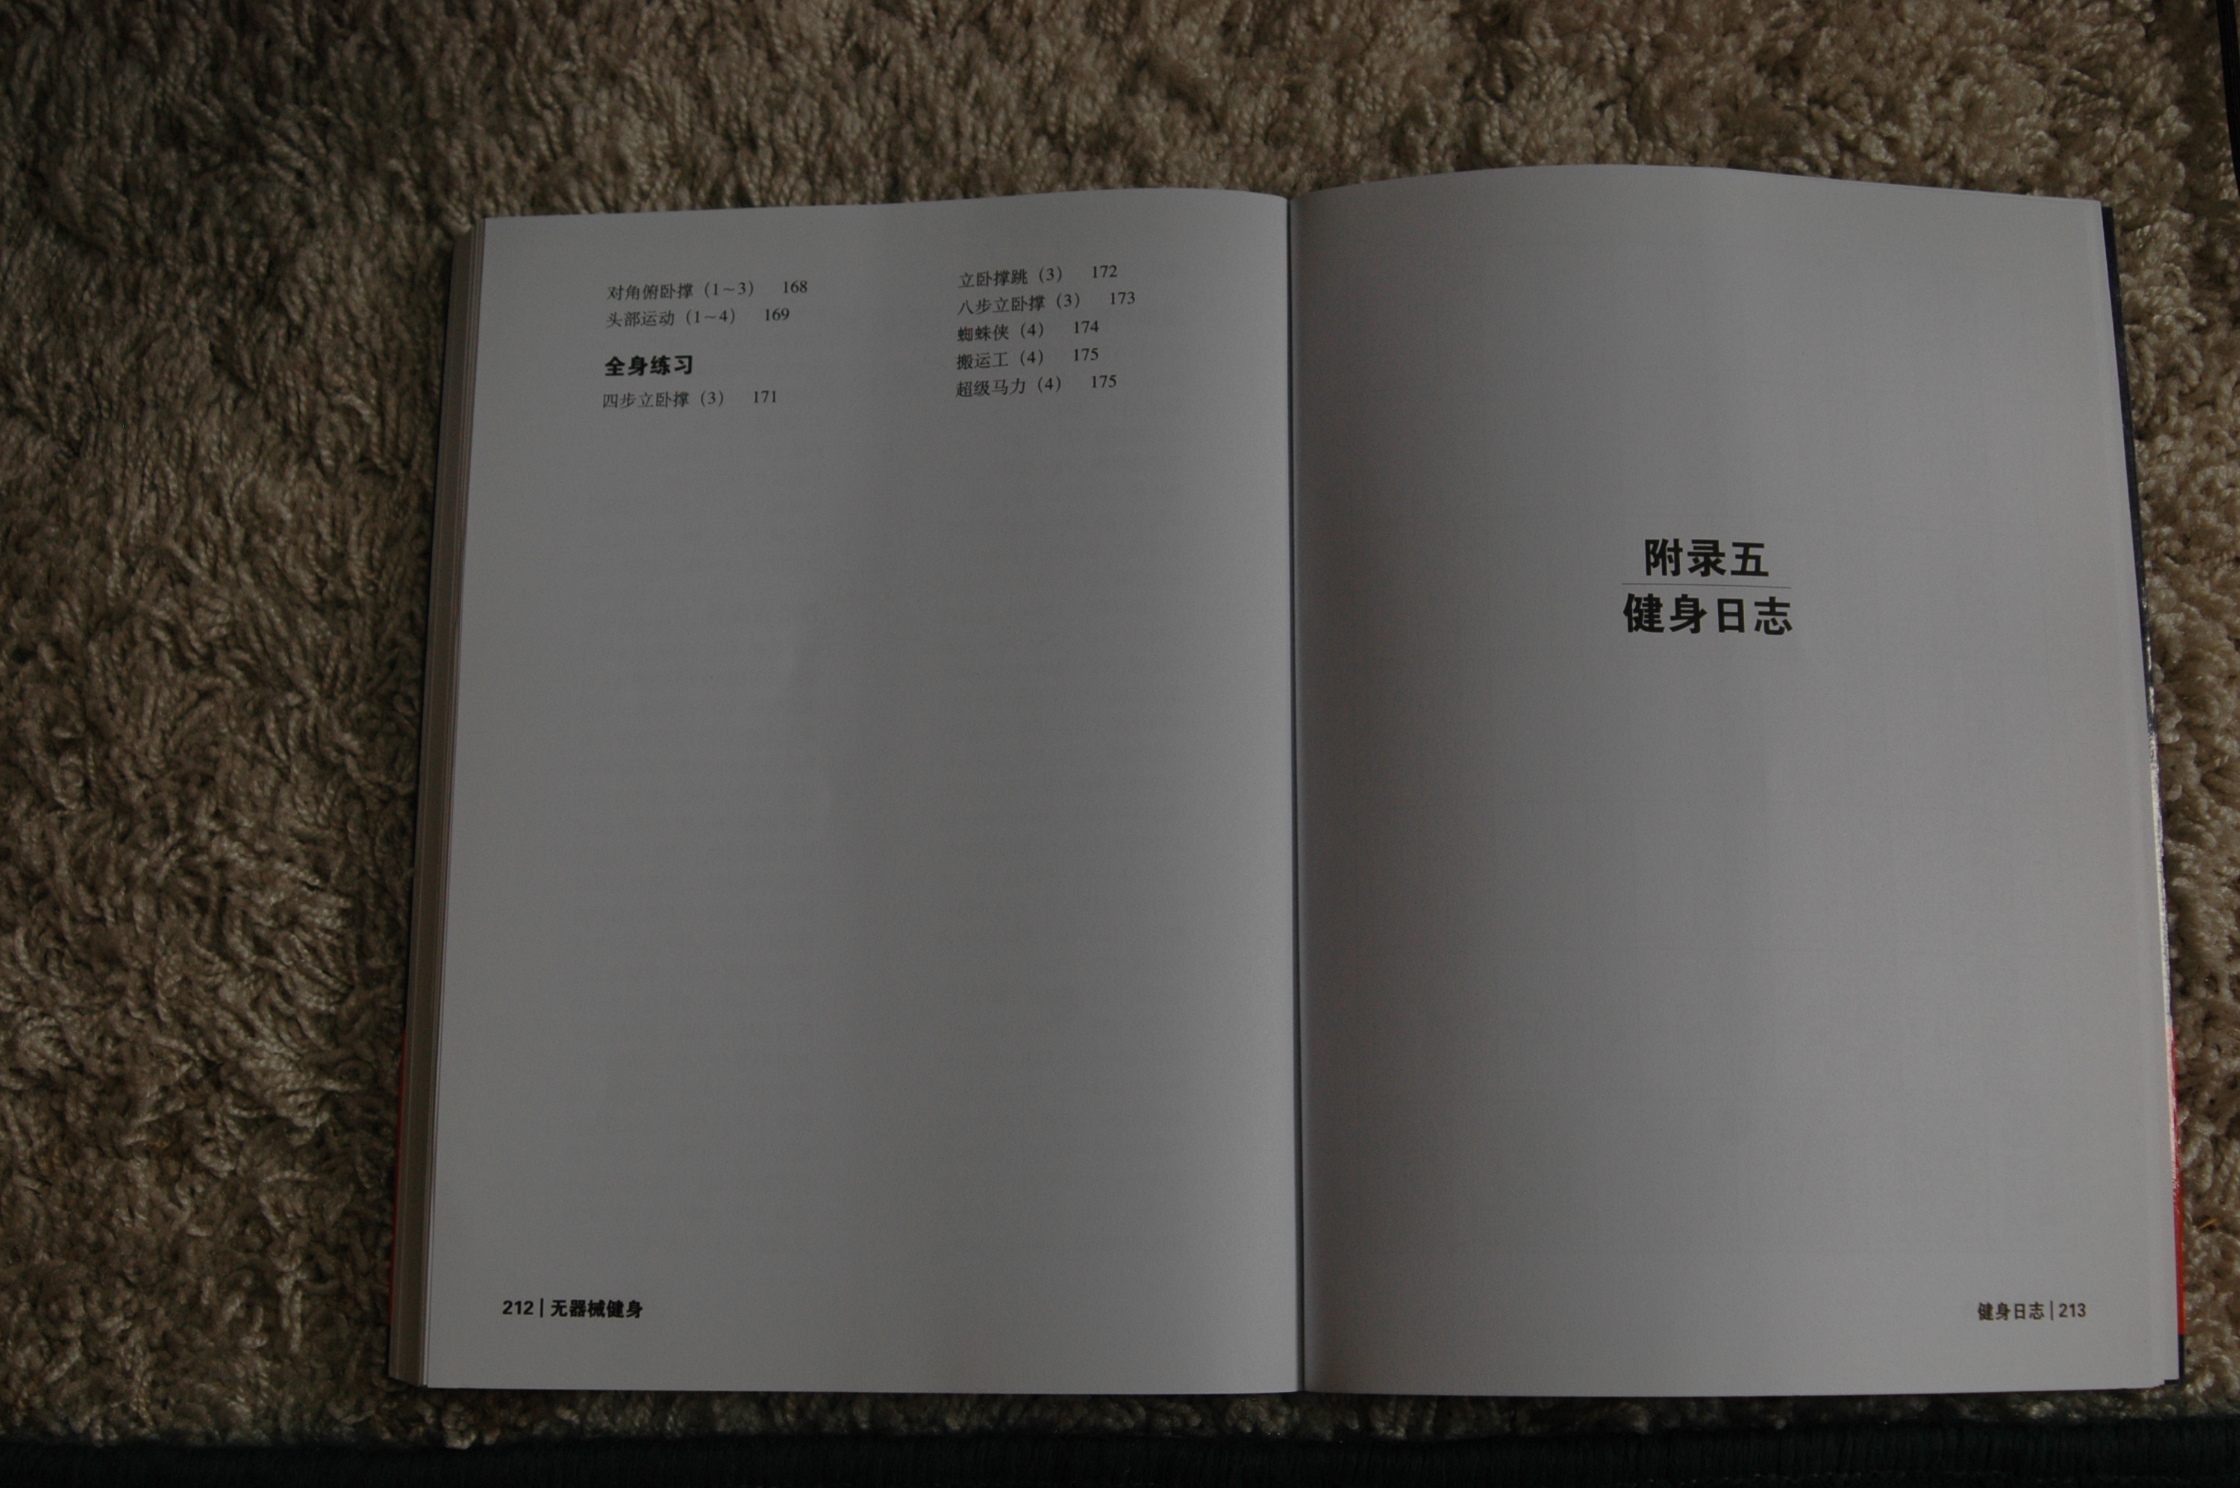 对角俯卧撑（1~3） 168
头部运动（1~4） 169
全身练习
四步立卧撑（3） 171
立卧撑跳（3） 172
八步立卧撑（3） 173
蜘蛛侠（4） 174
搬运工（4） 175
超级马力（4） 175
212 | 无器械健身
附录五
健身日志
健身日志 | 213